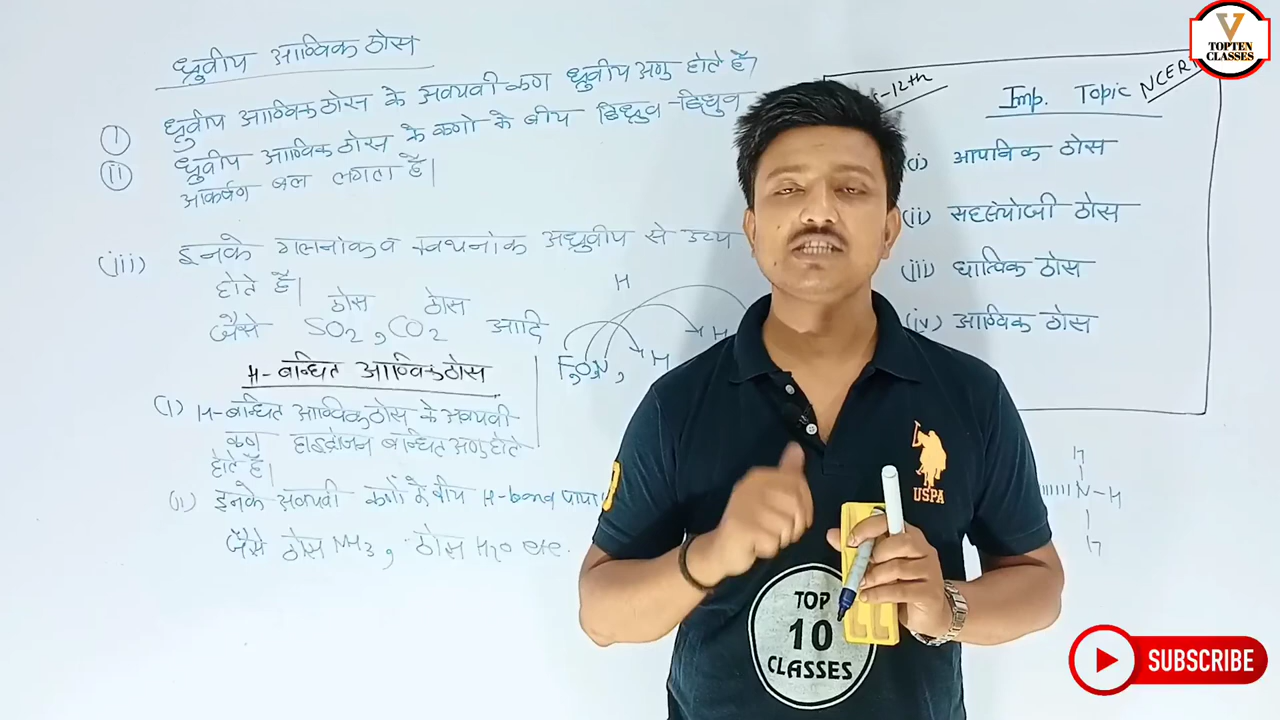 ध्रुवीय आण्विक ठोस
(i) ध्रुवीय आण्विक ठोस के अवयवी कण ध्रुवीय अणु होते हैं।
(ii) ध्रुवीय आण्विक ठोस के कणो के बीच द्विध्रुव-द्विध्रुव
आकर्षण बल लगता है।
(iii) इनके गलनांक व क्वथनांक अध्रुवीय से उच्च
होते हैं।
ठोस ठोस
जैसे SO2, CO2 आदि
H-बन्धित आण्विक ठोस
(i) H-बन्धित आण्विक ठोस के अवयवी
कण हाइड्रोजन बन्धित अणु होते
होते हैं।
(ii) इनके अवयवी कणों के बीच H-bond पाया
जैसे ठोस NH3, ठोस H2O etc.
H
H
H
F, O, N,
-12th
Imp. Topic
NCERT
(i) आयनिक ठोस
(ii) सहसंयोजी ठोस
(iii) धात्विक ठोस
(iv) आण्विक ठोस
H
N-H
H
V
TOPTEN
CLASSES
USPA
TOP
10
CLASSES
SUBSCRIBE